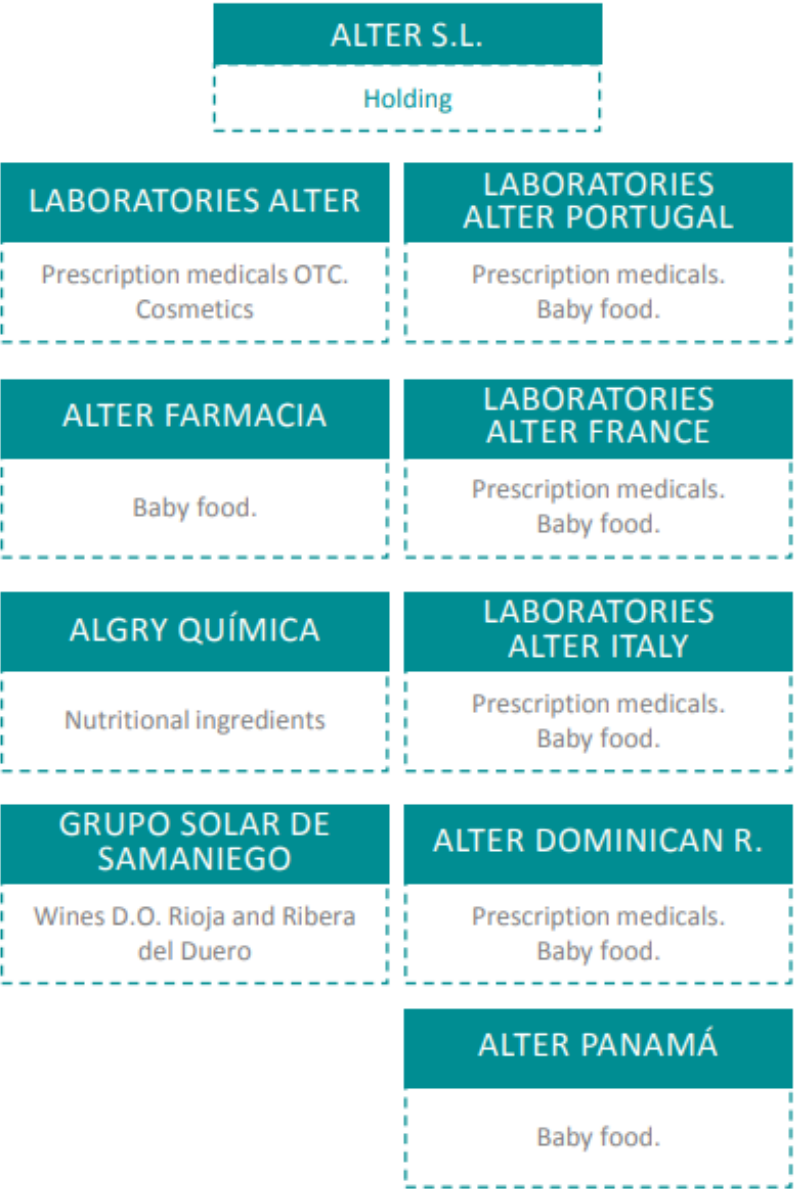 ALTER S.L.
Holding
LABORATORIES ALTER
Prescription medicals OTC.
Cosmetics
LABORATORIES
ALTER PORTUGAL
Prescription medicals.
Baby food.
ALTER FARMACIA
Baby food.
LABORATORIES
ALTER FRANCE
Prescription medicals.
Baby food.
ALGRY QUÍMICA
Nutritional ingredients
LABORATORIES
ALTER ITALY
Prescription medicals.
Baby food.
GRUPO SOLAR DE
SAMANIEGO
Wines D.O. Rioja and Ribera
del Duero
ALTER DOMINICAN R.
Prescription medicals.
Baby food.
ALTER PANAMÁ
Baby food.